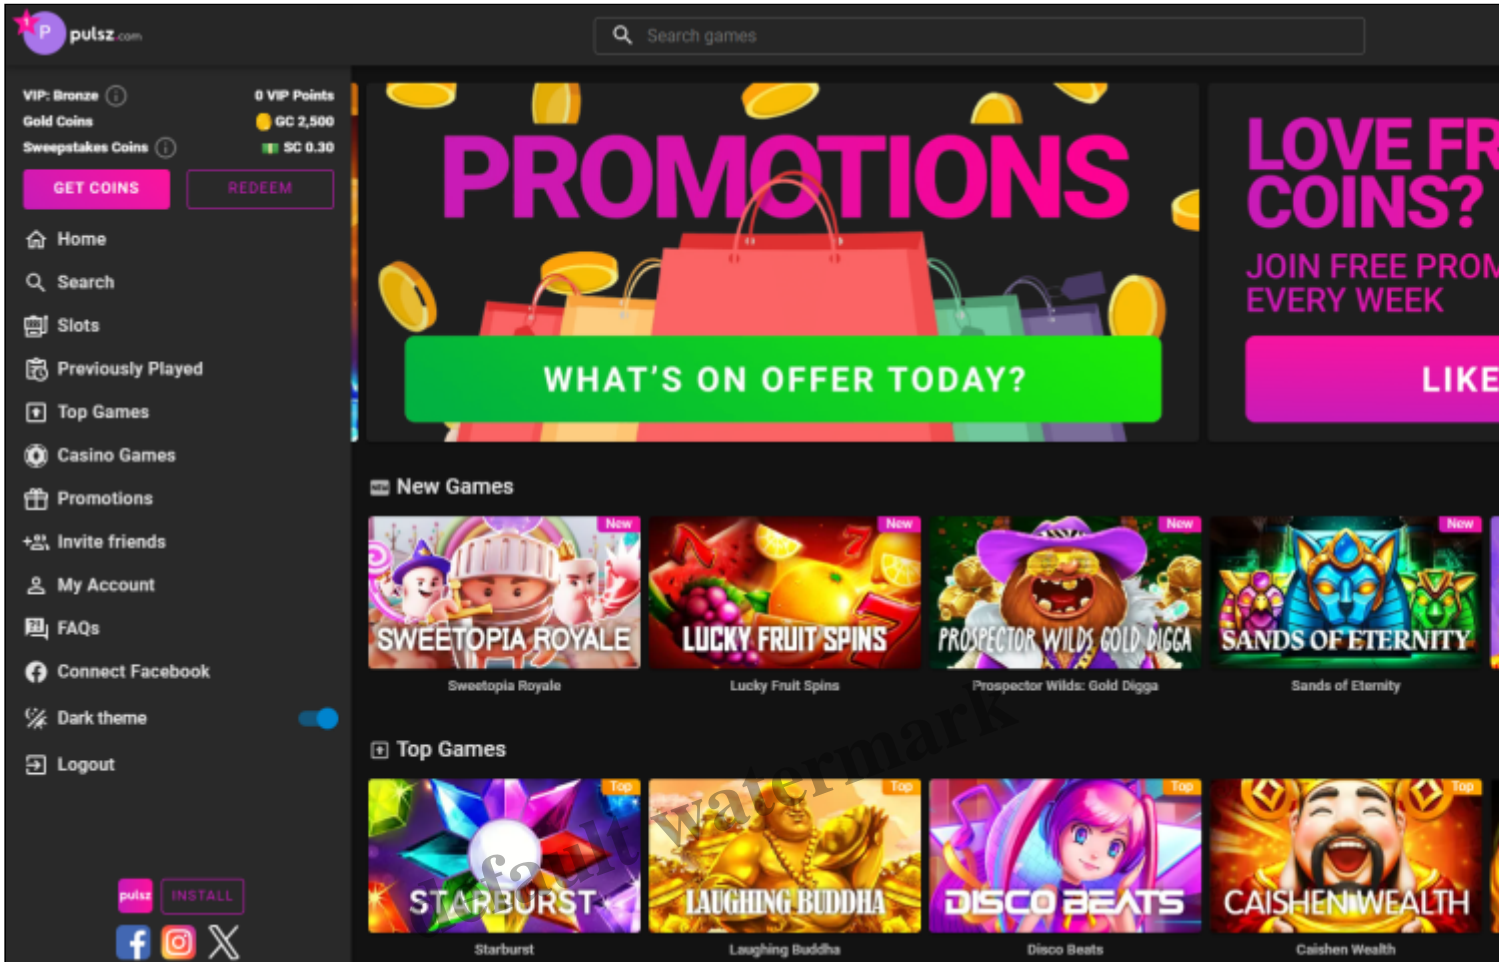 1
P
pulsz.com
Search games
VIP: Bronze
0 VIP Points
Gold Coins
GC 2,500
Sweepstakes Coins
SC 0.30
GET COINS
REDEEM
Home
Search
Slots
Previously Played
Top Games
Casino Games
Promotions
Invite friends
My Account
FAQs
Connect Facebook
Dark theme
Logout
pulsz
INSTALL
PROMOTIONS
WHAT'S ON OFFER TODAY?
LOVE FR
COINS?
JOIN FREE PROM
EVERY WEEK
LIKE
NEW
New Games
New
New
New
New
SWEETOPIA ROYALE
LUCKY FRUIT SPINS
PROSPECTOR WILDS GOLD DIGGA
SANDS OF ETERNITY
Sweetopia Royale
Lucky Fruit Spins
Prospector Wilds: Gold Digga
Sands of Eternity
Top Games
Top
Top
Top
Top
STARBURST
LAUGHING BUDDHA
DISCO BEATS
CAISHEN WEALTH
Starburst
Laughing Buddha
Disco Beats
Caishen Wealth
default watermark